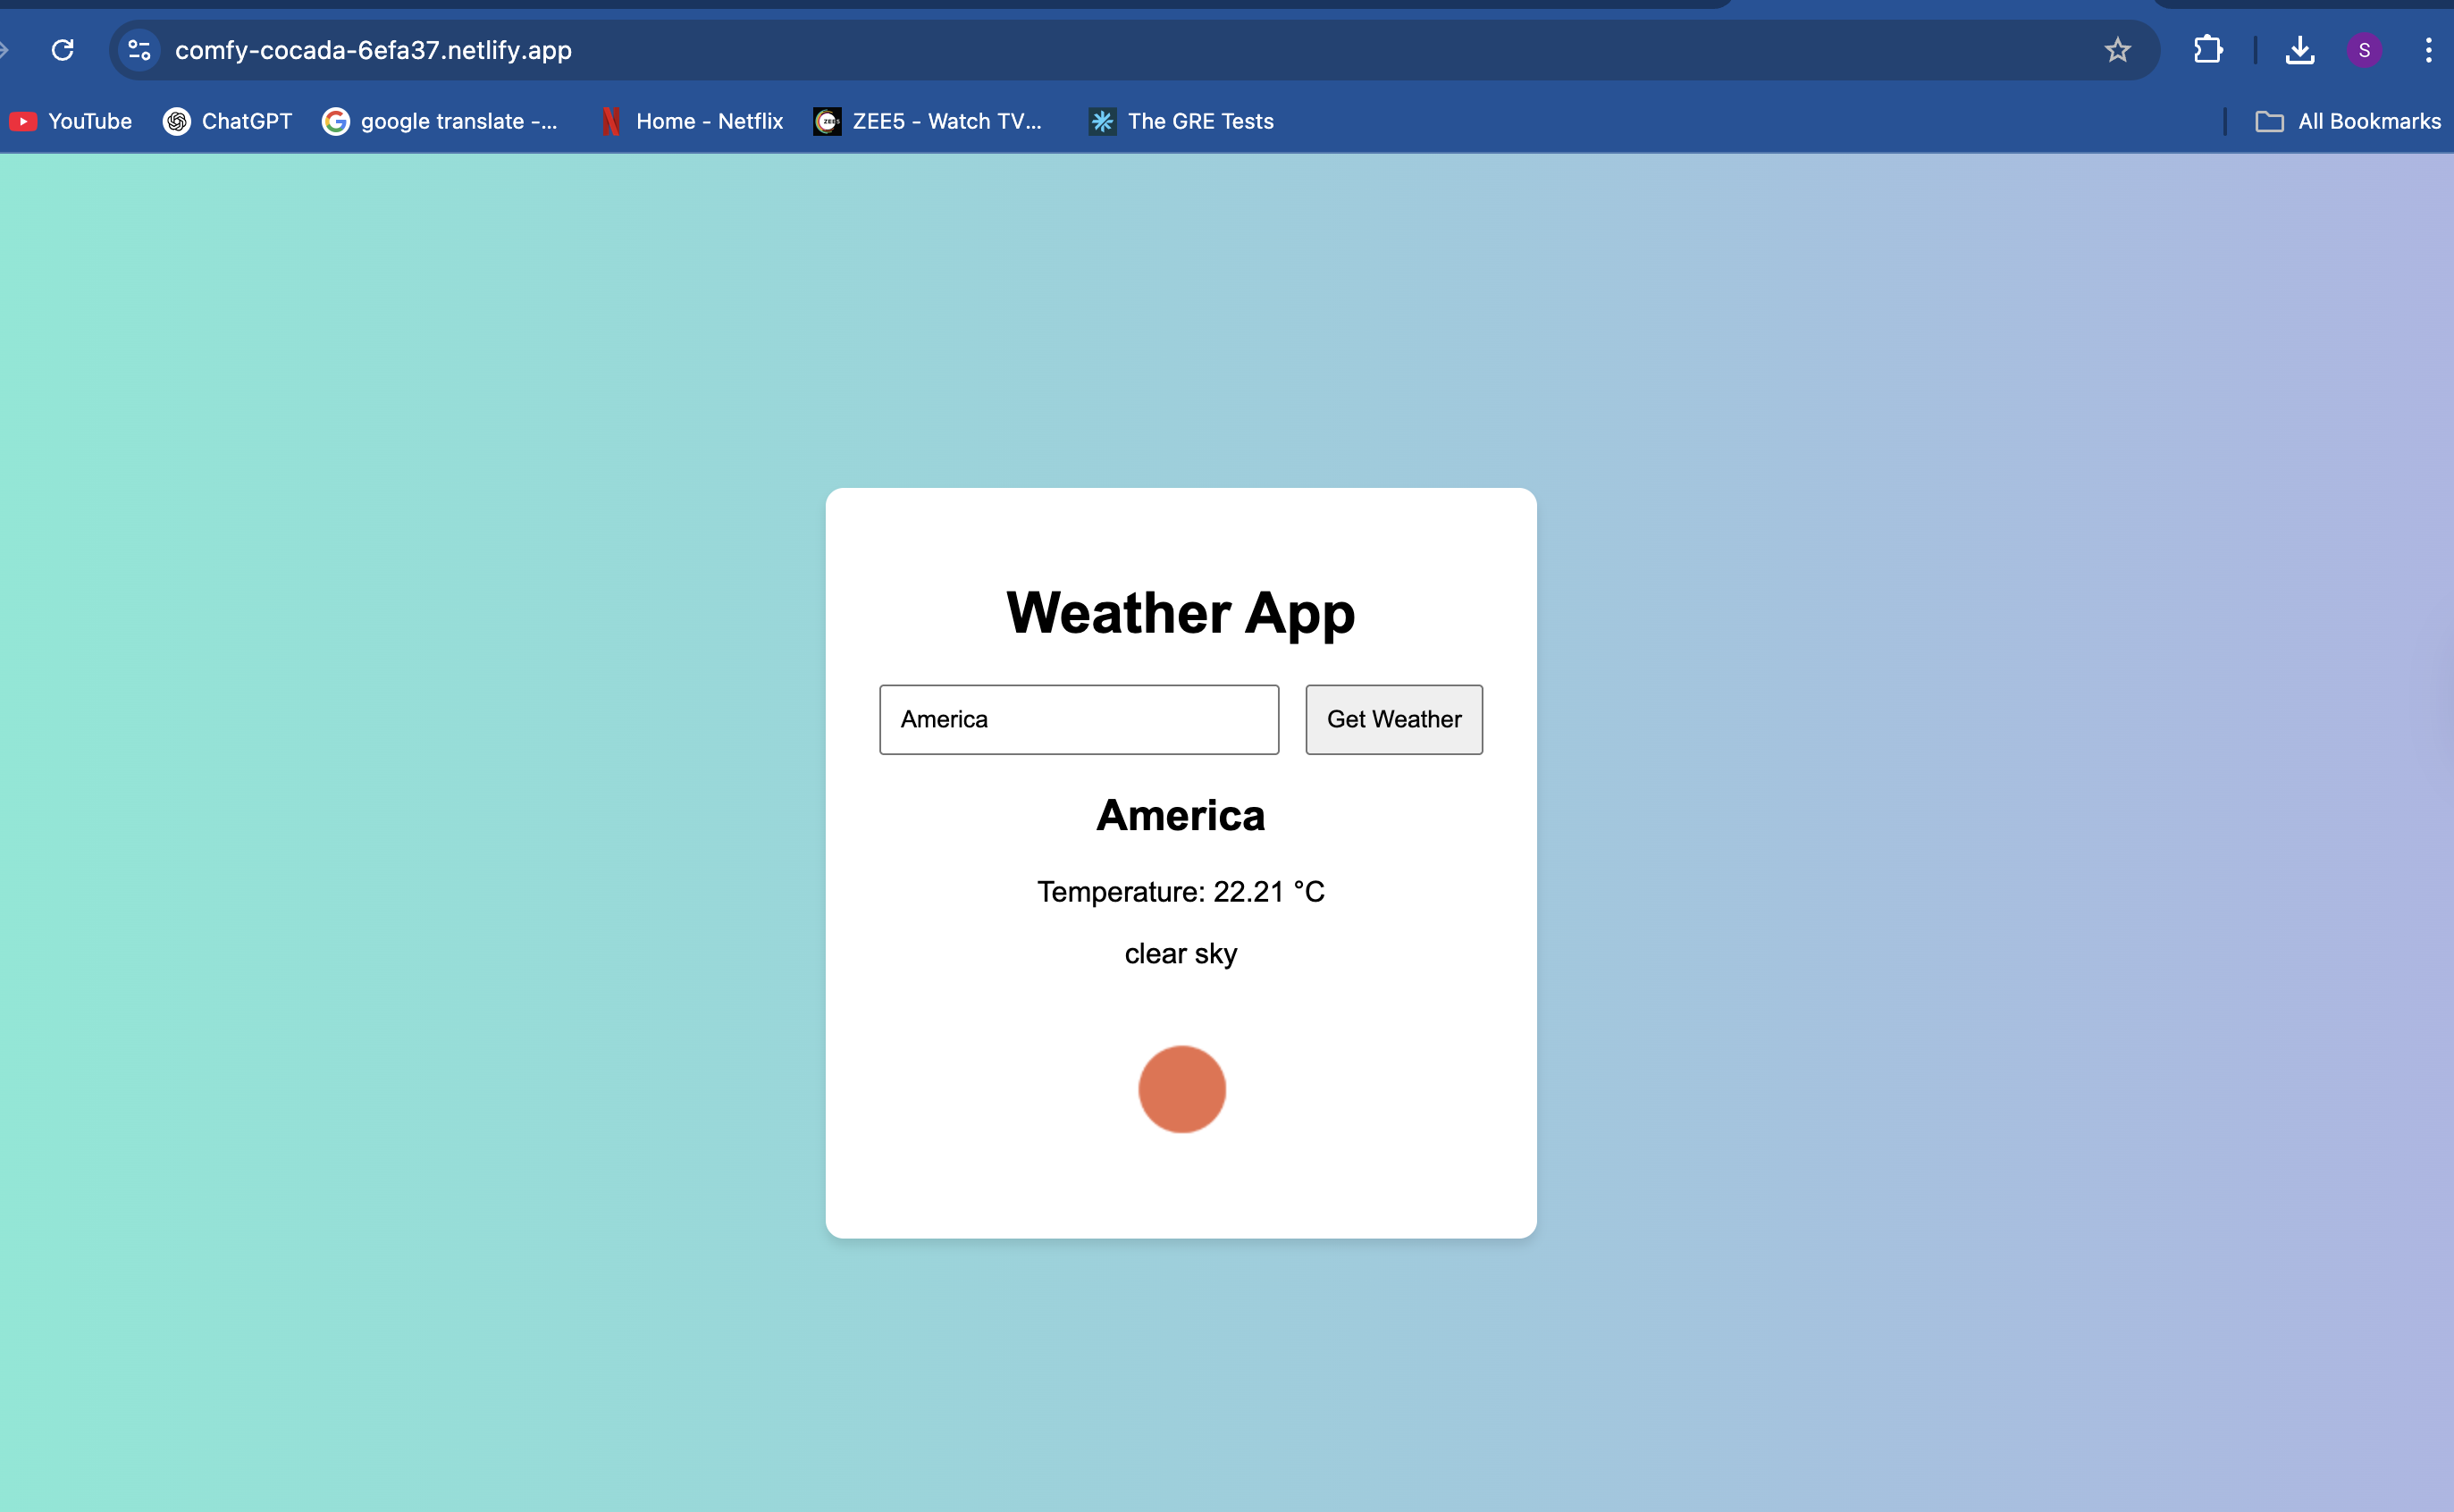 comfy-cocada-6efa37.netlify.app
S
YouTube
ChatGPT
google translate -...
Home - Netflix
ZEE5 - Watch TV...
The GRE Tests
All Bookmarks
Weather App
America
Get Weather
America
Temperature: 22.21 °C
clear sky